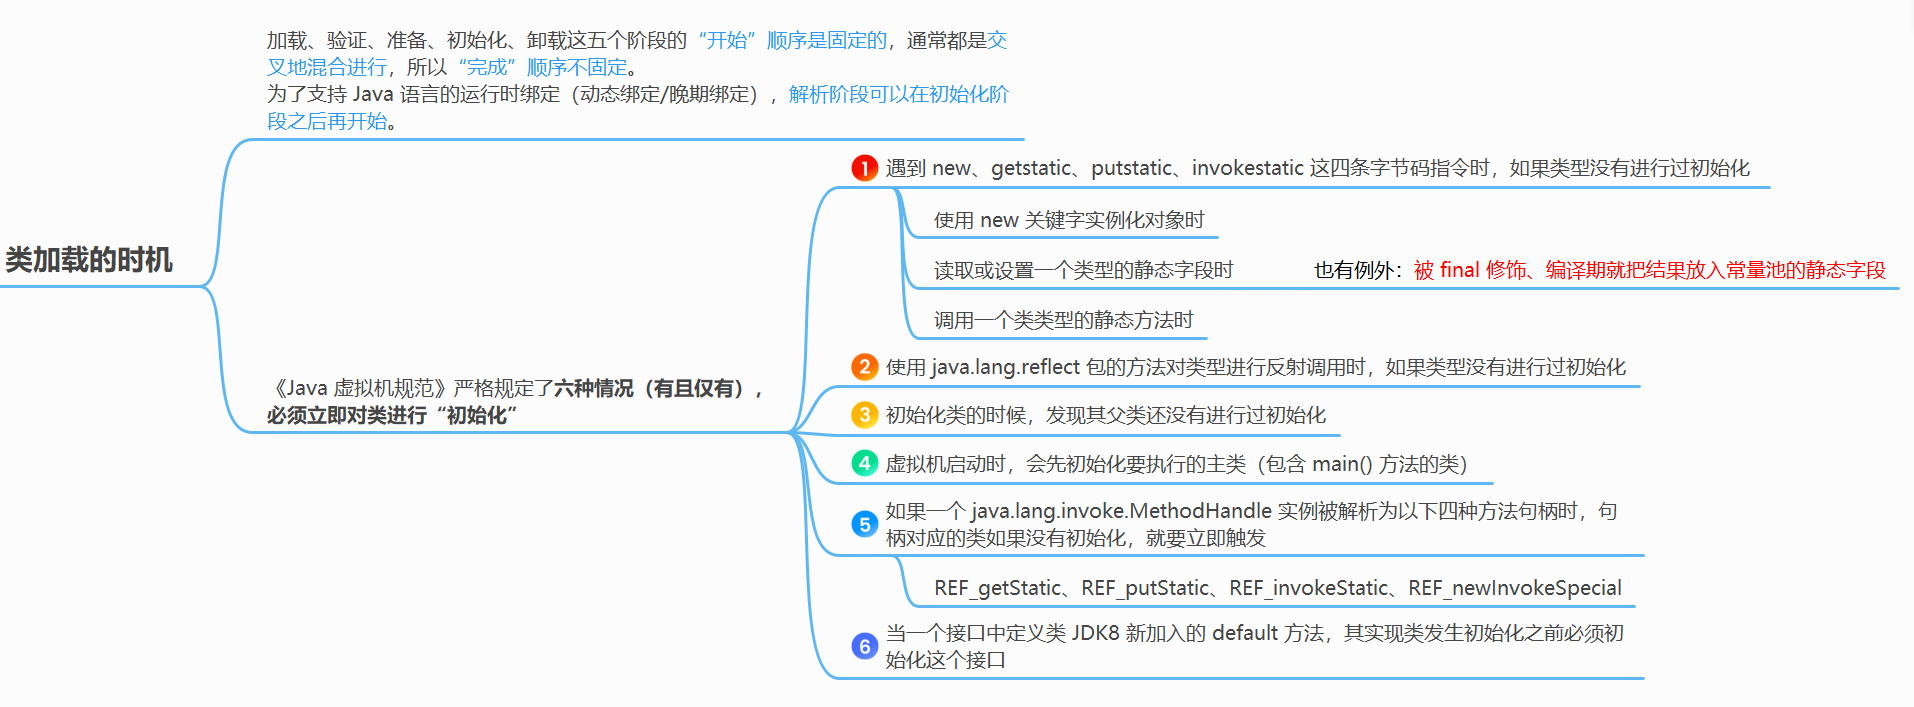 加载、验证、准备、初始化、卸载这五个阶段的“开始”顺序是固定的，通常都是交
叉地混合进行，所以“完成”顺序不固定。
为了支持 Java 语言的运行时绑定（动态绑定/晚期绑定），解析阶段可以在初始化阶
段之后再开始。
类加载的时机
《Java 虚拟机规范》严格规定了六种情况（有且仅有），
必须立即对类进行“初始化”
1 遇到 new、getstatic、putstatic、invokestatic 这四条字节码指令时，如果类型没有进行过初始化
使用 new 关键字实例化对象时
读取或设置一个类型的静态字段时
也有例外：被 final 修饰、编译期就把结果放入常量池的静态字段
调用一个类类型的静态方法时
2 使用 java.lang.reflect 包的方法对类型进行反射调用时，如果类型没有进行过初始化
3 初始化类的时候，发现其父类还没有进行过初始化
4 虚拟机启动时，会先初始化要执行的主类（包含 main() 方法的类）
5 如果一个 java.lang.invoke.MethodHandle 实例被解析为以下四种方法句柄时，句
柄对应的类如果没有初始化，就要立即触发
REF_getStatic、REF_putStatic、REF_invokeStatic、REF_newInvokeSpecial
6 当一个接口中定义类 JDK8 新加入的 default 方法，其实现类发生初始化之前必须初
始化这个接口